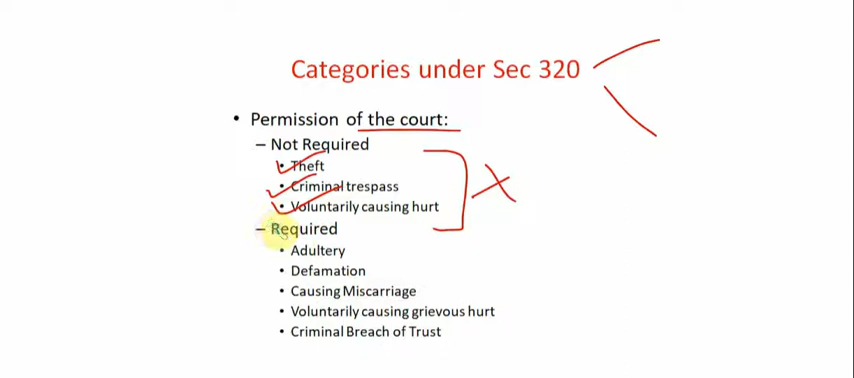 Categories under Sec 320
• Permission of the court:
– Not Required
• Theft
• Criminal trespass
• Voluntarily causing hurt
– Required
• Adultery
• Defamation
• Causing Miscarriage
• Voluntarily causing grievous hurt
• Criminal Breach of Trust